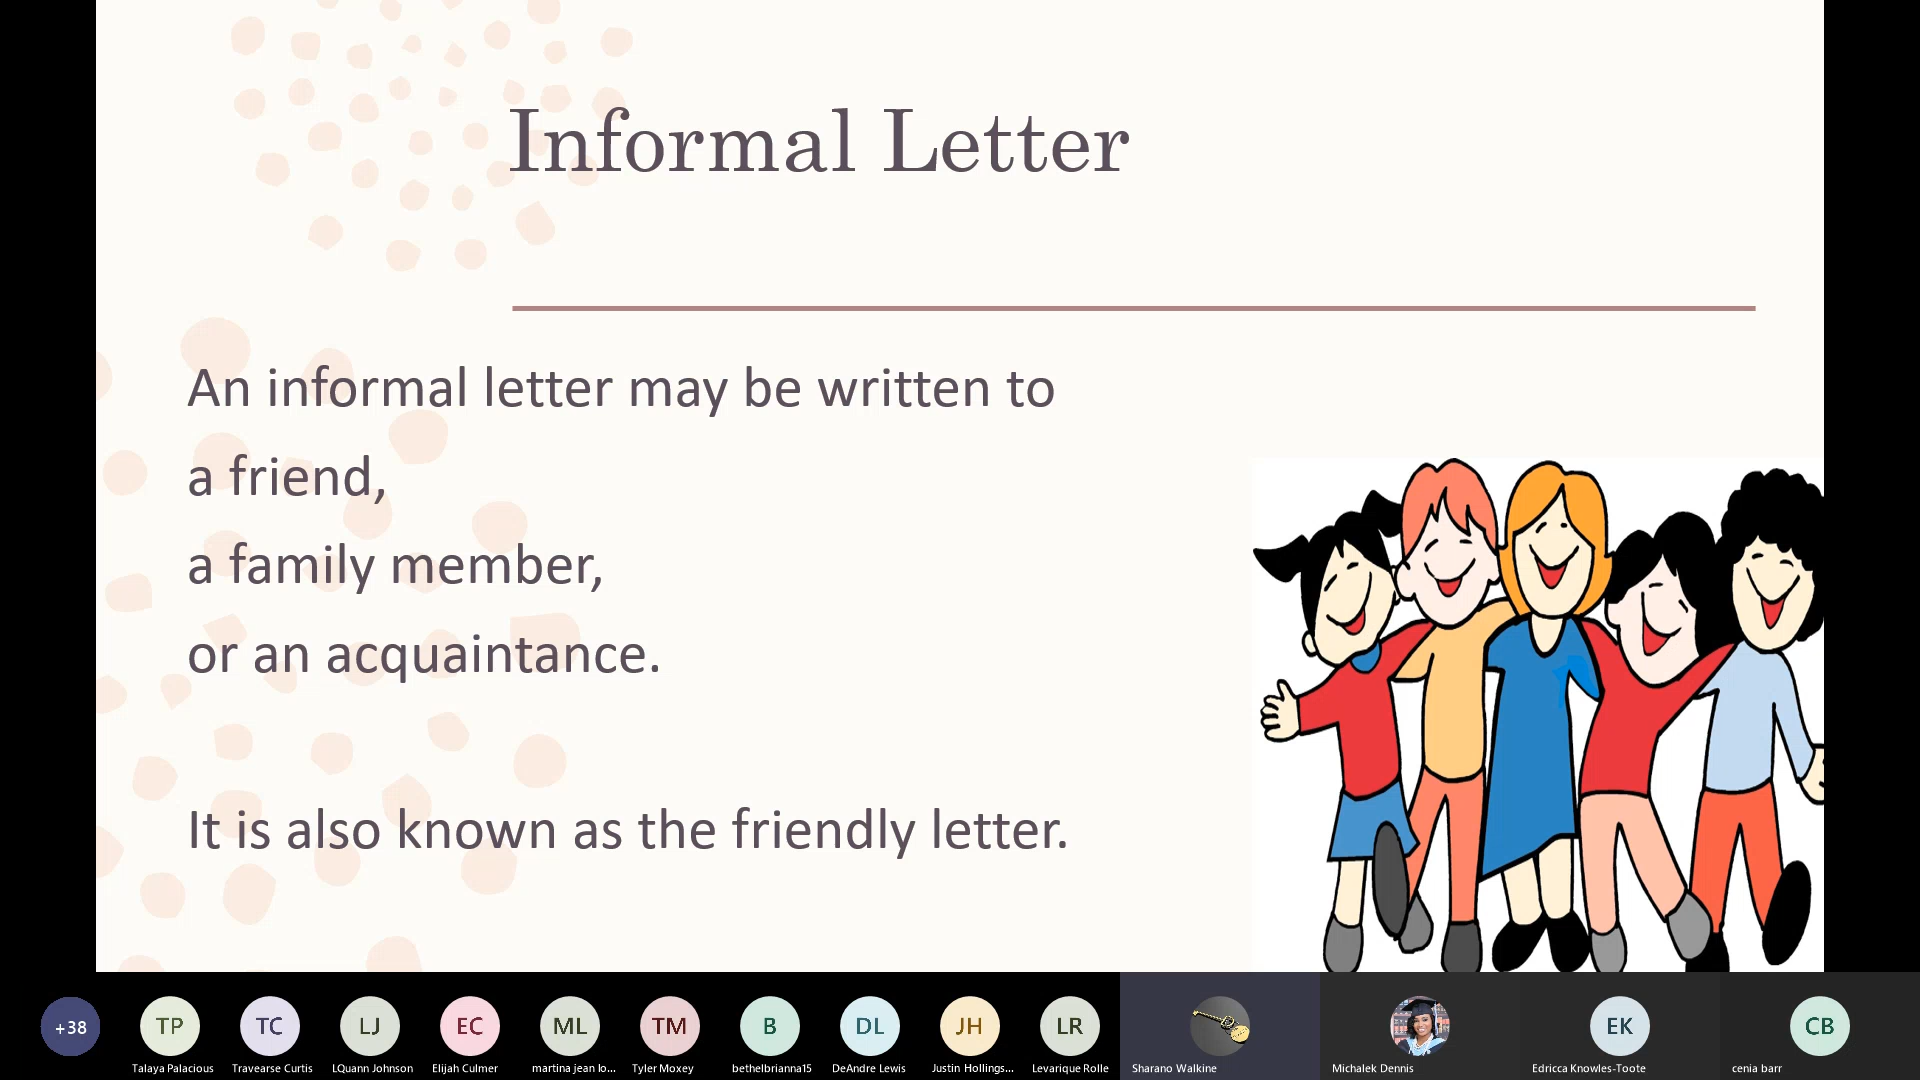 Informal Letter
An informal letter may be written to
a friend,
a family member,
or an acquaintance.
It is also known as the friendly letter.
+38
TP
TC
LJ
EC
ML
TM
B
DL
JH
LR
EK
CB
Talaya Palacious
Travearse Curtis
LQuann Johnson
Elijah Culmer
martina jean lo...
Tyler Moxey
bethelbrianna15
DeAndre Lewis
Justin Hollings...
Levarique Rolle
Sharano Walkine
Michalek Dennis
Edricca Knowles-Toote
cenia barr